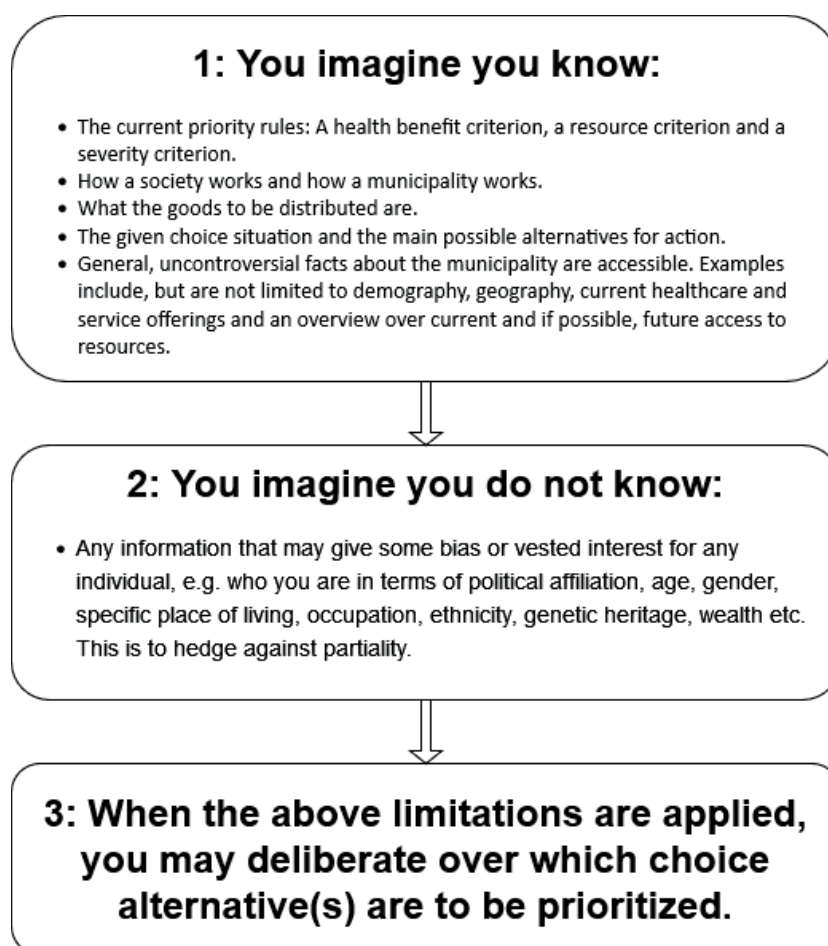 1: You imagine you know:
• The current priority rules: A health benefit criterion, a resource criterion and a
severity criterion.
• How a society works and how a municipality works.
• What the goods to be distributed are.
• The given choice situation and the main possible alternatives for action.
• General, uncontroversial facts about the municipality are accessible. Examples
include, but are not limited to demography, geography, current healthcare and
service offerings and an overview over current and if possible, future access to
resources.
2: You imagine you do not know:
• Any information that may give some bias or vested interest for any
individual, e.g. who you are in terms of political affiliation, age, gender,
specific place of living, occupation, ethnicity, genetic heritage, wealth etc.
This is to hedge against partiality.
3: When the above limitations are applied,
you may deliberate over which choice
alternative(s) are to be prioritized.